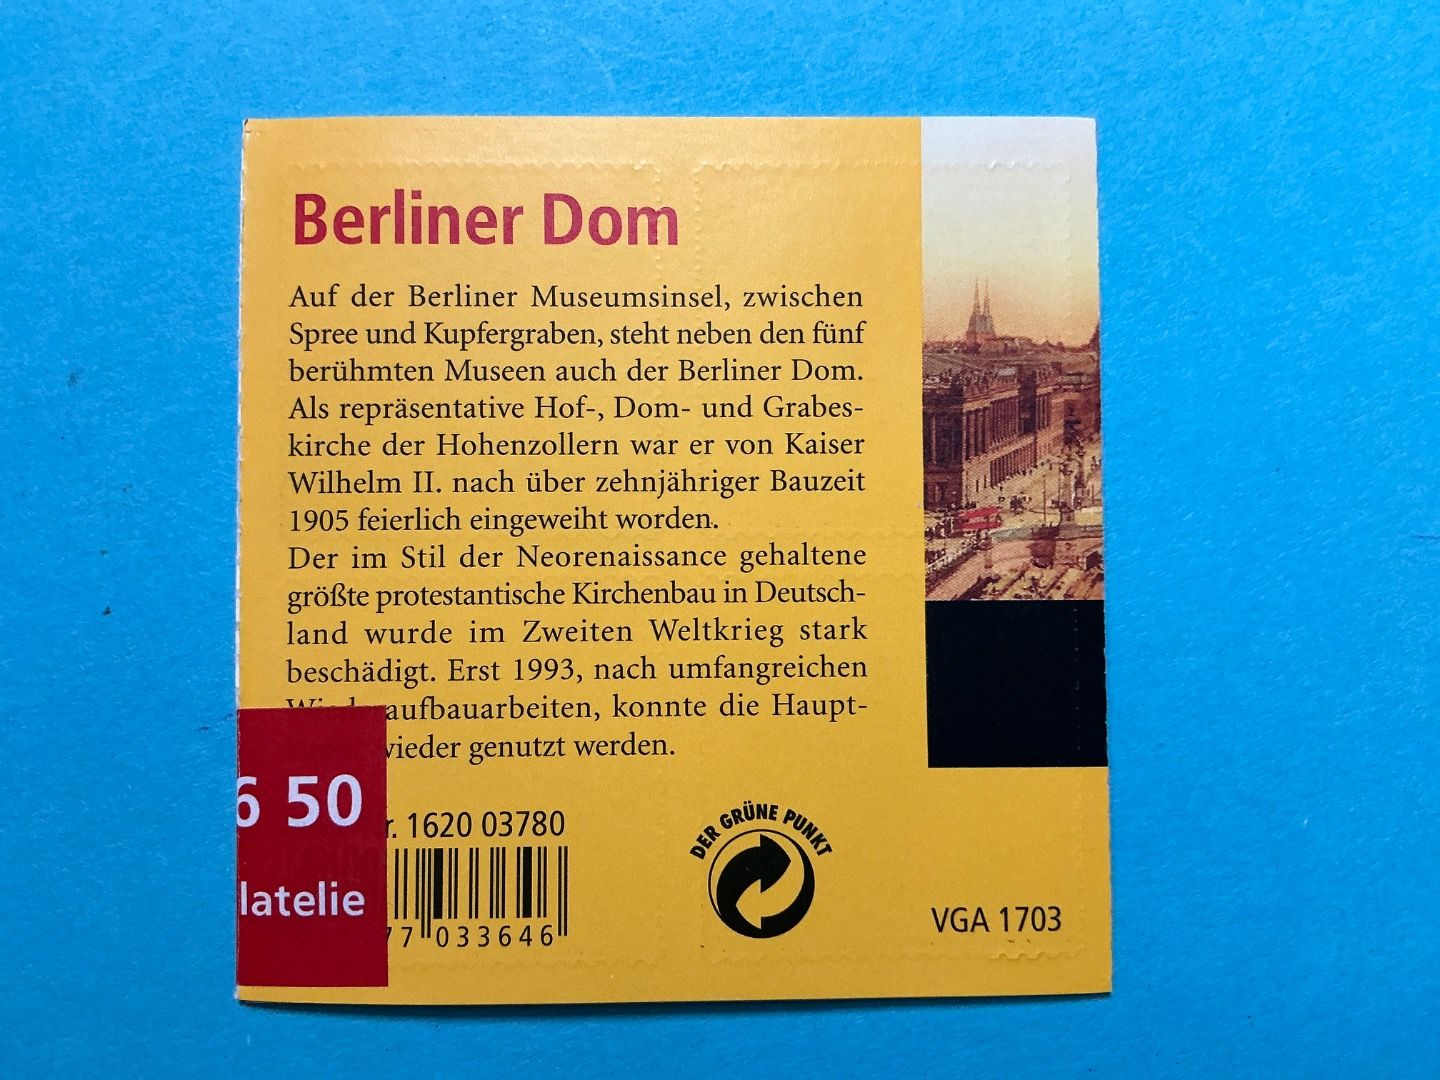 Berliner Dom
Auf der Berliner Museumsinsel, zwischen
Spree und Kupfergraben, steht neben den fünf
berühmten Museen auch der Berliner Dom.
Als repräsentative Hof-, Dom- und Grabes-
kirche der Hohenzollern war er von Kaiser
Wilhelm II. nach über zehnjähriger Bauzeit
1905 feierlich eingeweiht worden.
Der im Stil der Neorenaissance gehaltene
größte protestantische Kirchenbau in Deutsch-
land wurde im Zweiten Weltkrieg stark
beschädigt. Erst 1993, nach umfangreichen
Wiederaufbauarbeiten, konnte die Haupt-
wieder genutzt werden.
6 50
latelie
r. 1620 03780
77 033646
DER GRÜNE PUNKT
VGA 1703